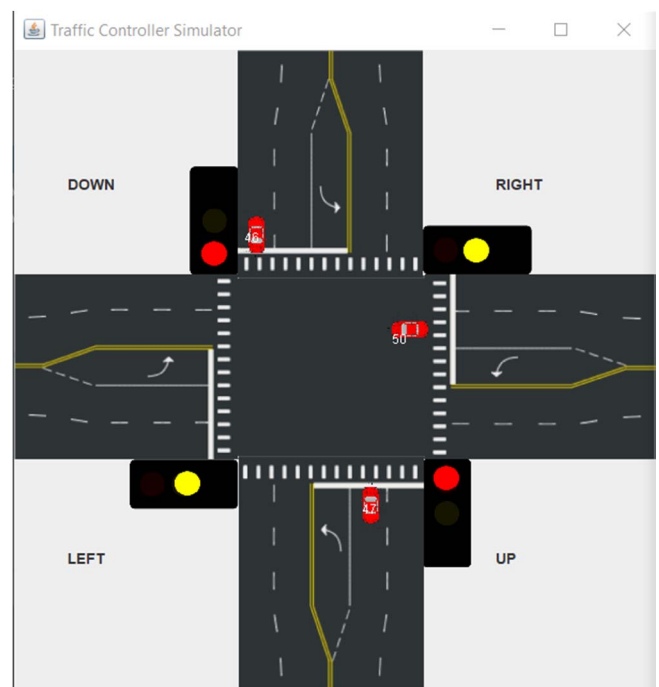 Traffic Controller Simulator
DOWN
RIGHT
46
50
47
LEFT
UP